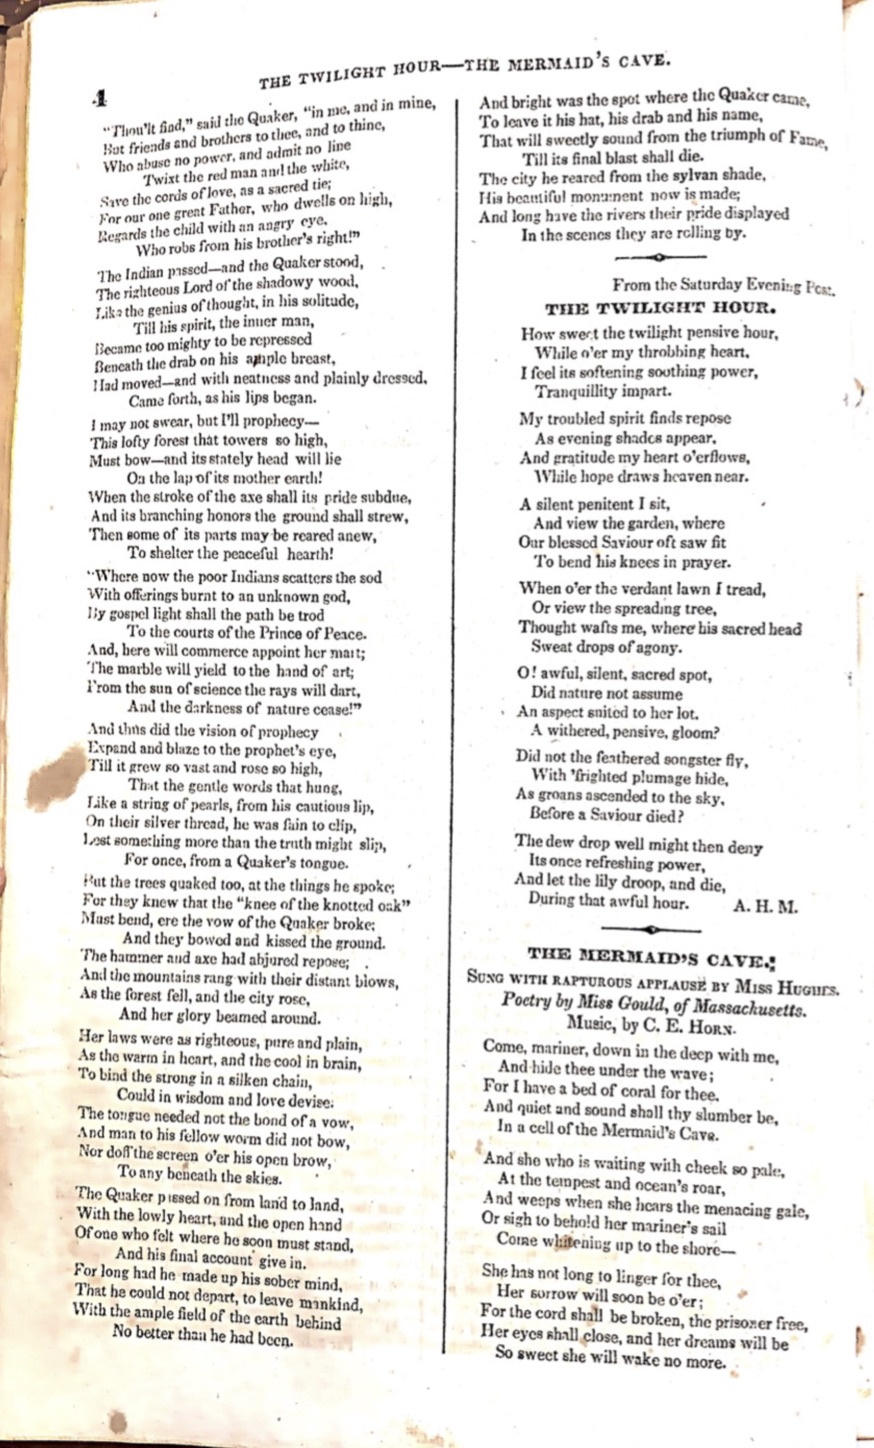 4
THE TWILIGHT HOUR—THE MERMAID'S CAVE.
"Thou'lt find," said the Quaker, "in me, and in mine,
But friends and brothers to thee, and to thine,
Who abuse no power, and admit no line
Twixt the red man and the white,
Save the cords of love, as a sacred tie;
For our one great Father, who dwells on high,
Regards the child with an angry eye,
Who robs from his brother's right!"
The Indian passed—and the Quaker stood,
The righteous Lord of the shadowy wood,
Like the genius of thought, in his solitude,
Till his spirit, the inner man,
Became too mighty to be repressed
Beneath the drab on his ample breast,
Had moved—and with neatness and plainly dressed,
Came forth, as his lips began.
I may not swear, but I'll prophecy—
This lofty forest that towers so high,
Must bow—and its stately head will lie
On the lap of its mother earth!
When the stroke of the axe shall its pride subdue,
And its branching honors the ground shall strew,
Then some of its parts may be reared anew,
To shelter the peaceful hearth!
"Where now the poor Indians scatters the sod
With offerings burnt to an unknown god,
By gospel light shall the path be trod
To the courts of the Prince of Peace.
And, here will commerce appoint her mart;
The marble will yield to the hand of art;
From the sun of science the rays will dart,
And the darkness of nature cease!"
And thus did the vision of prophecy
Expand and blaze to the prophet's eye,
Till it grew so vast and rose so high,
That the gentle words that hung,
Like a string of pearls, from his cautious lip,
On their silver thread, he was fain to clip,
Lest something more than the truth might slip,
For once, from a Quaker's tongue.
But the trees quaked too, at the things he spoke;
For they knew that the "knee of the knotted oak"
Must bend, ere the vow of the Quaker broke;
And they bowed and kissed the ground.
The hammer and axe had abjured repose;
And the mountains rang with their distant blows,
As the forest fell, and the city rose,
And her glory beamed around.
Her laws were as righteous, pure and plain,
As the warm in heart, and the cool in brain,
To bind the strong in a silken chain,
Could in wisdom and love devise.
The tongue needed not the bond of a vow,
And man to his fellow worm did not bow,
Nor doff the screen o'er his open brow,
To any beneath the skies.
The Quaker passed on from land to land,
With the lowly heart, and the open hand
Of one who felt where he soon must stand,
And his final account give in.
For long had he made up his sober mind,
That he could not depart, to leave mankind,
With the ample field of the earth behind
No better than he had been.
And bright was the spot where the Quaker came,
To leave it his hat, his drab and his name,
That will sweetly sound from the triumph of Fame,
Till its final blast shall die.
The city he reared from the sylvan shade,
His beautiful monument now is made;
And long have the rivers their pride displayed
In the scenes they are rolling by.
From the Saturday Evening Post.
THE TWILIGHT HOUR.
How sweet the twilight pensive hour,
While o'er my throbbing heart,
I feel its softening soothing power,
Tranquillity impart.
My troubled spirit finds repose
As evening shades appear,
And gratitude my heart o'erflows,
While hope draws heaven near.
A silent penitent I sit,
And view the garden, where
Our blessed Saviour oft saw fit
To bend his knees in prayer.
When o'er the verdant lawn I tread,
Or view the spreading tree,
Thought wafts me, where his sacred head
Sweat drops of agony.
O! awful, silent, sacred spot,
Did nature not assume
An aspect suited to her lot,
A withered, pensive, gloom?
Did not the feathered songster fly,
With 'frighted plumage hide,
As groans ascended to the sky,
Before a Saviour died?
The dew drop well might then deny
Its once refreshing power,
And let the lily droop, and die,
During that awful hour. A. H. M.
THE MERMAID'S CAVE;
SUNG WITH RAPTUROUS APPLAUSE BY MISS HUGHES.
Poetry by Miss Gould, of Massachusetts.
Music, by C. E. HORN.
Come, mariner, down in the deep with me,
And hide thee under the wave;
For I have a bed of coral for thee,
And quiet and sound shall thy slumber be,
In a cell of the Mermaid's Cave.
And she who is waiting with cheek so pale,
At the tempest and ocean's roar,
And weeps when she hears the menacing gale,
Or sigh to behold her mariner's sail
Come whitening up to the shore—
She has not long to linger for thee,
Her sorrow will soon be o'er;
For the cord shall be broken, the prisoner free,
Her eyes shall close, and her dreams will be
So sweet she will wake no more.